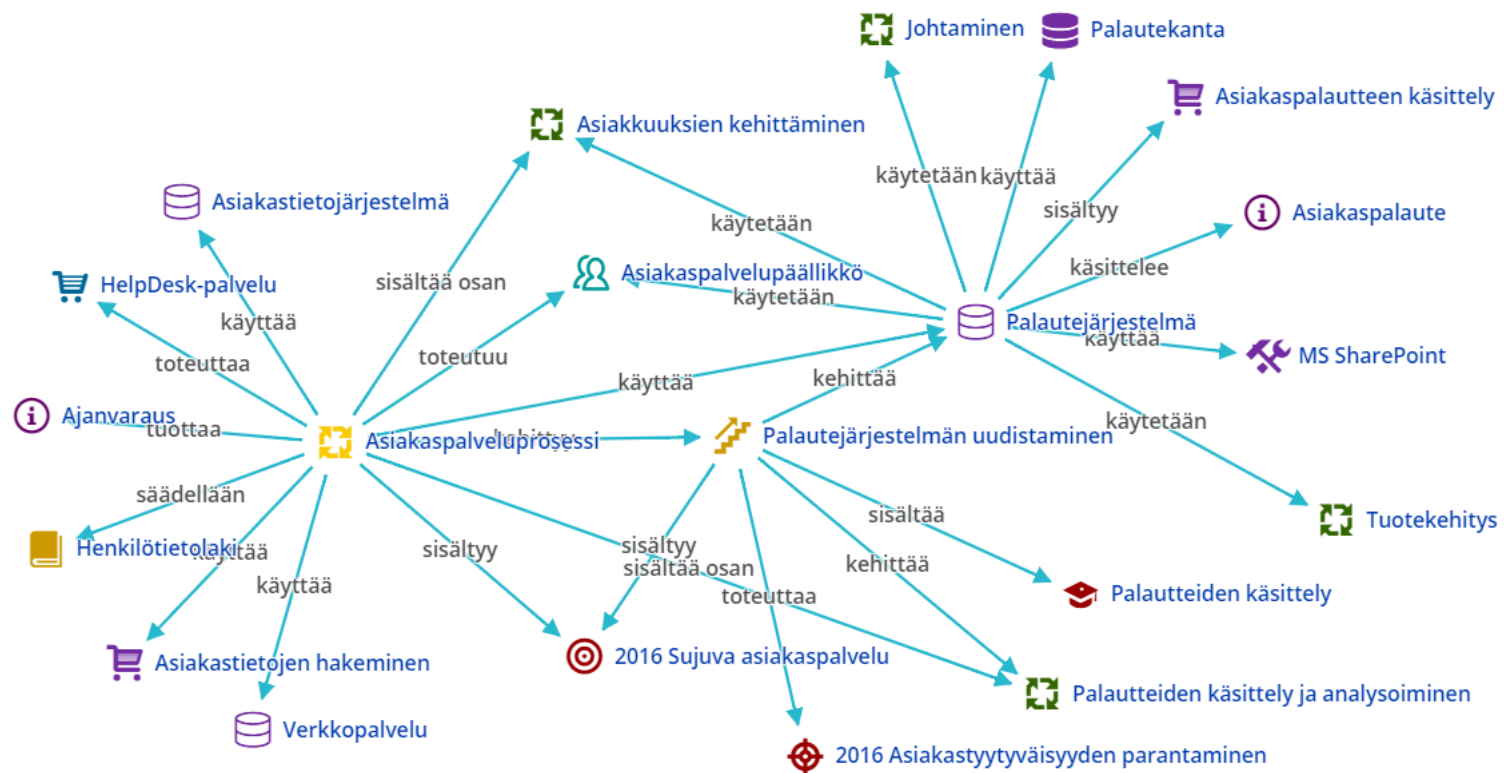 Johtaminen
Palautekanta
Asiakaspalautteen käsittely
Asiakkuuksien kehittäminen
käytetään
käyttää
Asiakastietojärjestelmä
sisältyy
Asiakaspalaute
käytetään
käsittelee
Asiakaspalvelupäällikkö
HelpDesk-palvelu
sisältää osan
käytetään
käyttää
Palautejärjestelmä
käyttää
MS SharePoint
toteuttaa
toteutuu
käyttää
kehittää
Ajanvaraus
tuottaa
käytetään
Asiakaspalveluprosessi
Palautejärjestelmän uudistaminen
säädellään
sisältää
Tuotekehitys
Henkilötietolaki
käyttää
sisältyy
sisältyy
sisältää osan
kehittää
käyttää
toteuttaa
Palautteiden käsittely
Asiakastietojen hakeminen
2016 Sujuva asiakaspalvelu
Palautteiden käsittely ja analysoiminen
Verkkopalvelu
2016 Asiakastyytyväisyyden parantaminen